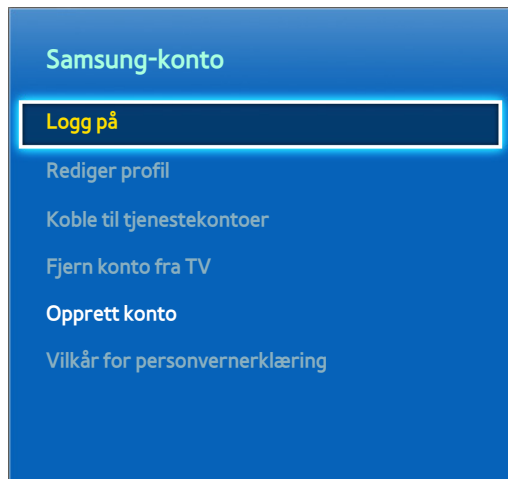 Samsung-konto
Logg på
Rediger profil
Koble til tjenestekontoer
Fjern konto fra TV
Opprett konto
Vilkår for personvernerklæring